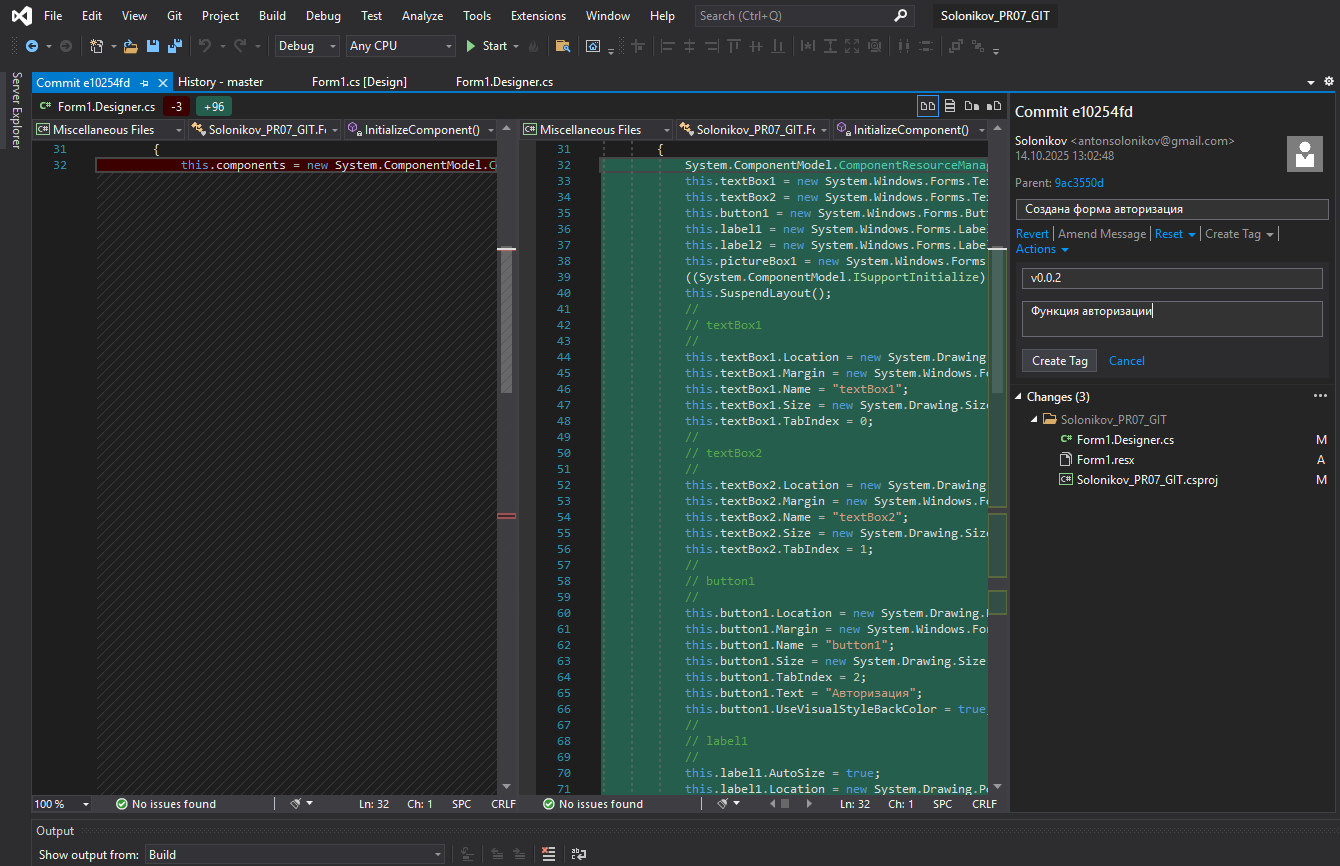 File Edit View Git Project Build Debug Test Analyze Tools Extensions Window Help Search (Ctrl+Q) Solonikov_PR07_GIT
Debug Any CPU Start
Server Explorer
Commit e10254fd History - master Form1.cs [Design] Form1.Designer.cs
C# Form1.Designer.cs -3 +96
Miscellaneous Files Solonikov_PR07_GIT.Fo InitializeComponent()
31 {
32 this.components = new System.ComponentModel.C
100 % No issues found Ln: 32 Ch: 1 SPC CRLF
Miscellaneous Files Solonikov_PR07_GIT.Fo InitializeComponent()
31 {
32 System.ComponentModel.ComponentResourceMana
33 this.textBox1 = new System.Windows.Forms.Te
34 this.textBox2 = new System.Windows.Forms.Te
35 this.button1 = new System.Windows.Forms.But
36 this.label1 = new System.Windows.Forms.Labe
37 this.label2 = new System.Windows.Forms.Labe
38 this.pictureBox1 = new System.Windows.Forms
39 ((System.ComponentModel.ISupportInitialize)
40 this.SuspendLayout();
41 //
42 // textBox1
43 //
44 this.textBox1.Location = new System.Drawing.
45 this.textBox1.Margin = new System.Windows.Fo
46 this.textBox1.Name = "textBox1";
47 this.textBox1.Size = new System.Drawing.Size
48 this.textBox1.TabIndex = 0;
49 //
50 // textBox2
51 //
52 this.textBox2.Location = new System.Drawing.
53 this.textBox2.Margin = new System.Windows.Fo
54 this.textBox2.Name = "textBox2";
55 this.textBox2.Size = new System.Drawing.Size
56 this.textBox2.TabIndex = 1;
57 //
58 // button1
59 //
60 this.button1.Location = new System.Drawing.
61 this.button1.Margin = new System.Windows.For
62 this.button1.Name = "button1";
63 this.button1.Size = new System.Drawing.Size
64 this.button1.TabIndex = 2;
65 this.button1.Text = "Авторизация";
66 this.button1.UseVisualStyleBackColor = true
67 //
68 // label1
69 //
70 this.label1.AutoSize = true;
71 this.label1.Location = new System.Drawing.Po
No issues found Ln: 32 Ch: 1 SPC CRLF
Commit e10254fd
Solonikov <antonsolonikov@gmail.com>
14.10.2025 13:02:48
Parent: 9ac3550d
Создана форма авторизация
Revert | Amend Message | Reset | Create Tag |
Actions
v0.0.2
Функция авторизации
Create Tag Cancel
Changes (3)
Solonikov_PR07_GIT
C# Form1.Designer.cs M
Form1.resx A
C# Solonikov_PR07_GIT.csproj M
Output
Show output from: Build